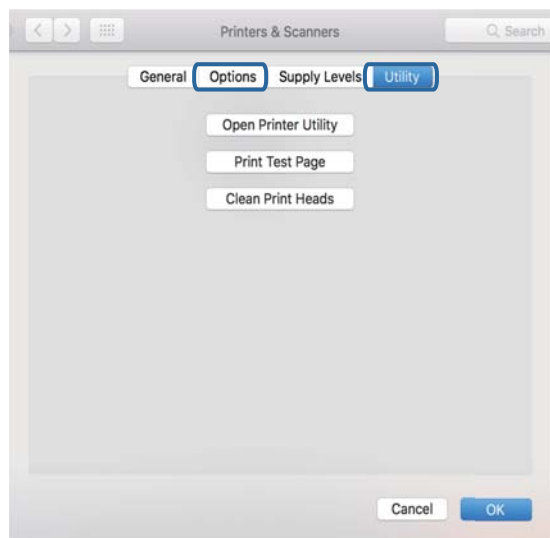 Printers & Scanners
Search
General Options Supply Levels Utility
Open Printer Utility
Print Test Page
Clean Print Heads
Cancel OK